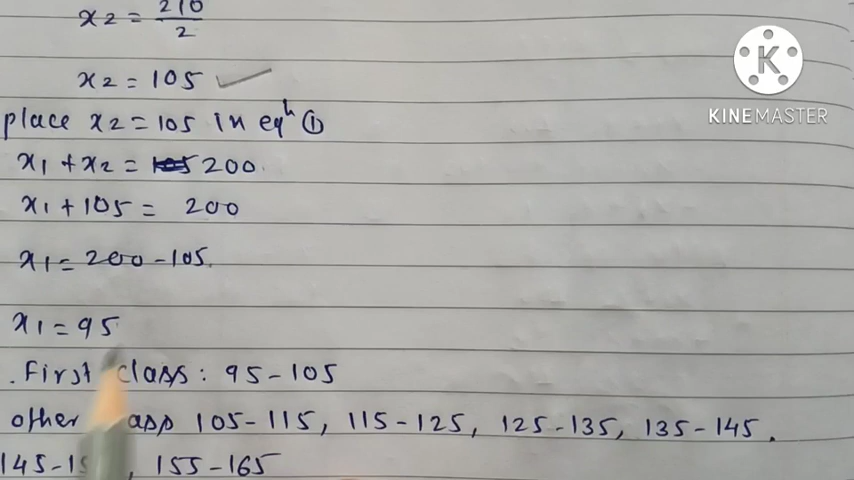 x2 = 210/2
x2 = 105
place x2 = 105 in eqn ①
x1 + x2 = 200
x1 + 105 = 200
x1 = 200 - 105.
x1 = 95
. First class: 95 - 105
other 105 - 115, 115 - 125, 125 - 135, 135 - 145.
145 - , 155 - 165
K
KINEMASTER